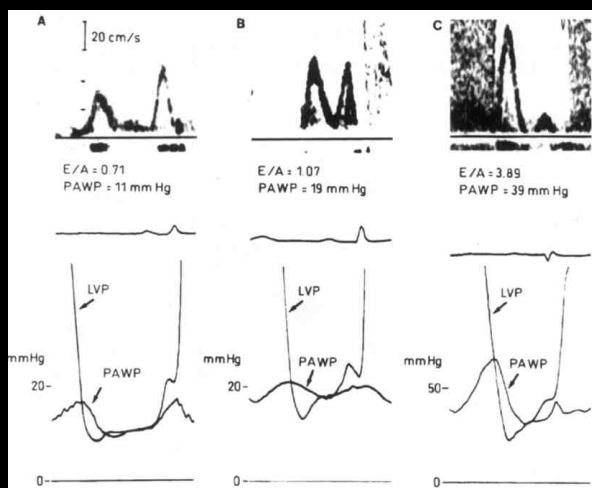 A
20 cm/s
E/A = 0.71
PAWP = 11 mm Hg
LVP
mmHg
PAWP
20-
0-
B
E/A = 1.07
PAWP = 19 mm Hg
LVP
mmHg
PAWP
20-
0-
C
E/A = 3.89
PAWP = 39 mm Hg
LVP
mmHg
PAWP
50-
0-